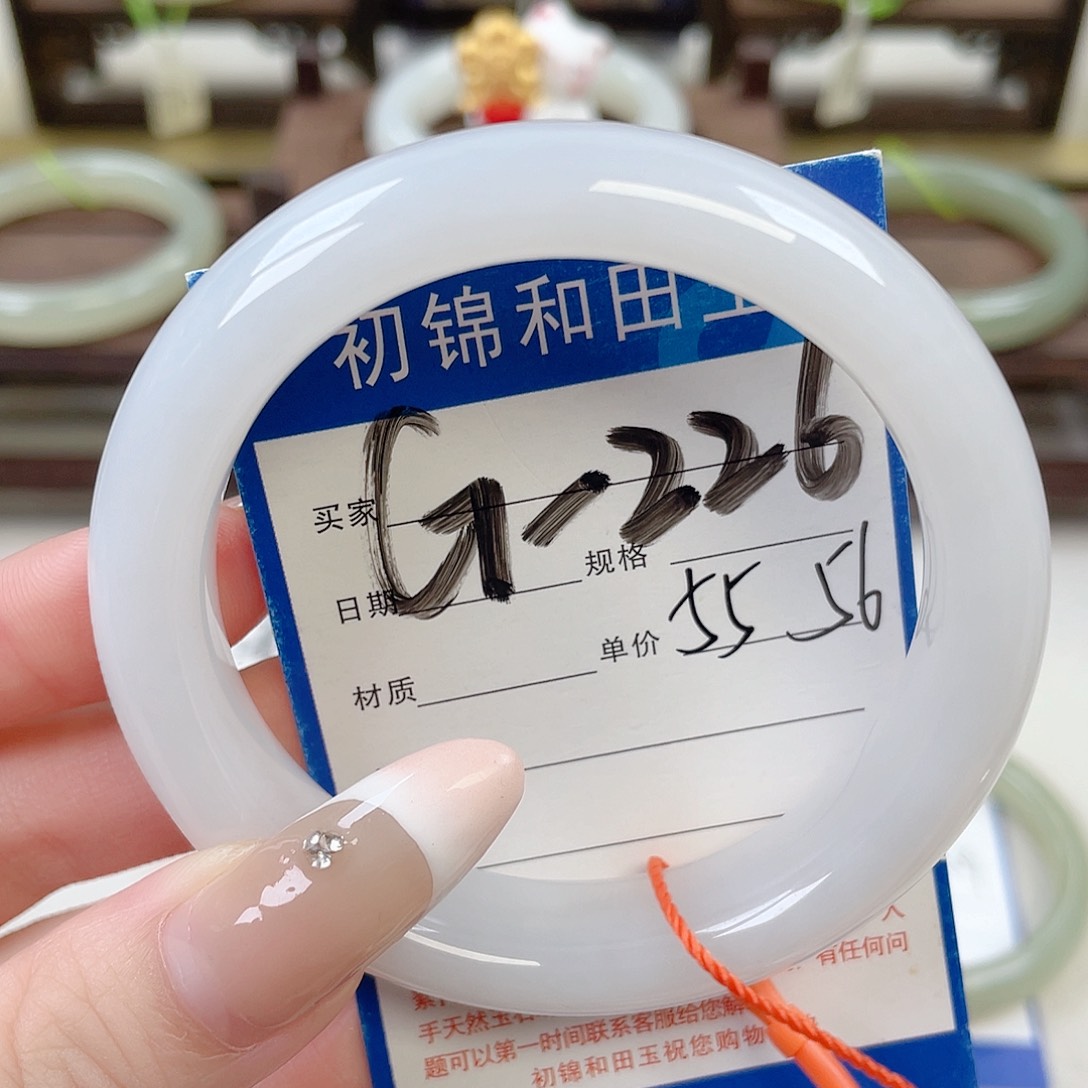 初锦和田玉
G-226
买家
日期 规格
材质 单价 55 56
人
有任何问
手天然玉石
题可以第一时间联系客服给您解
初锦和田玉祝您购物